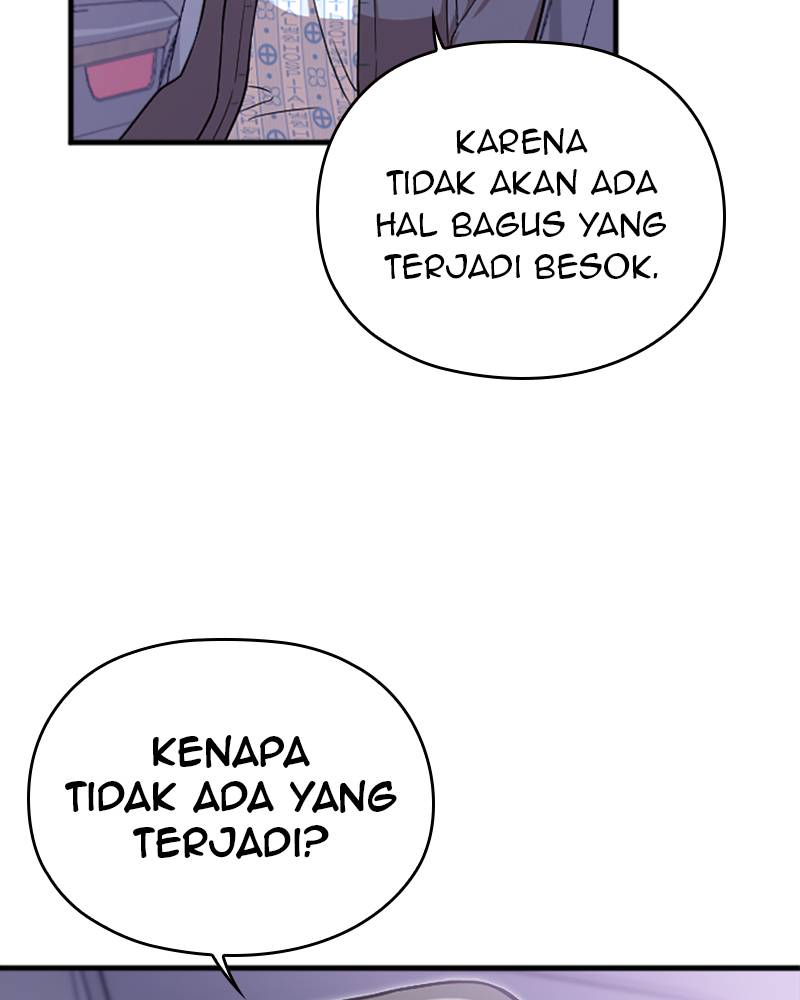 KARENA
TIDAK AKAN ADA
HAL BAGUS YANG
TERJADI BESOK.
KENAPA
TIDAK ADA YANG
TERJADI?